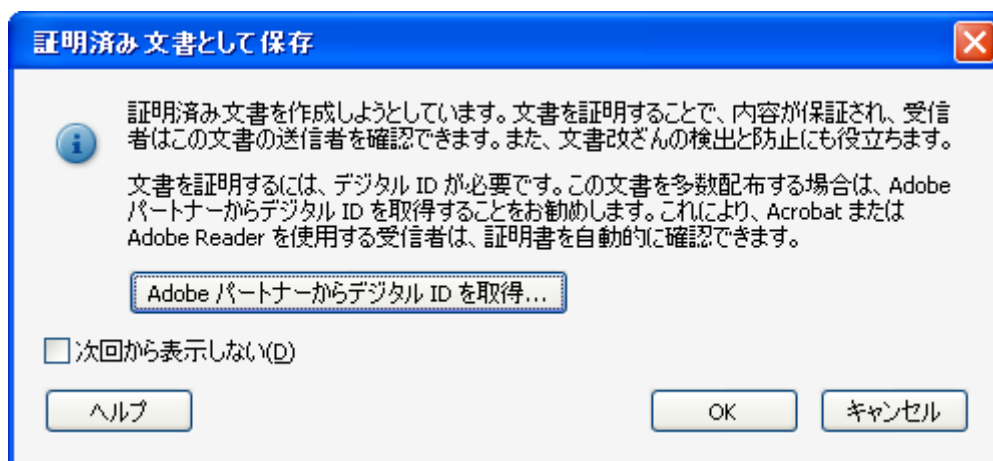 証明済み文書として保存
証明済み文書を作成しようとしています。文書を証明することで、内容が保証され、受信
者はこの文書の送信者を確認できます。また、文書改ざんの検出と防止にも役立ちます。
文書を証明するには、デジタル ID が必要です。この文書を多数配布する場合は、Adobe
パートナーからデジタル ID を取得することをお勧めします。これにより、Acrobat または
Adobe Reader を使用する受信者は、証明書を自動的に確認できます。
Adobe パートナーからデジタル ID を取得...
次回から表示しない(D)
ヘルプ
OK
キャンセル